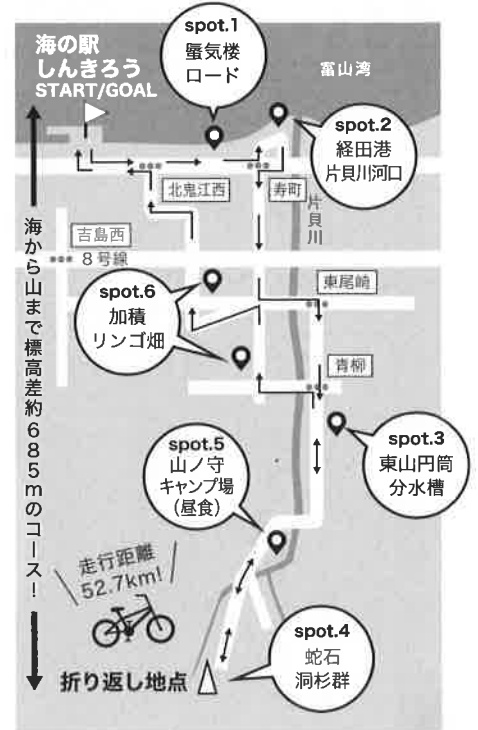 spot.1
蜃気楼
ロード
海の駅
しんきろう
START/GOAL
富山湾
spot.2
経田港
片貝川河口
北鬼江西
寿町
片貝川
吉島西
8号線
東尾崎
spot.6
加積
リンゴ畑
青柳
spot.3
東山円筒
分水槽
spot.5
山ノ守
キャンプ場
(昼食)
海から山まで標高差約685mのコース!
走行距離
52.7km!
spot.4
蛇石
洞杉群
折り返し地点